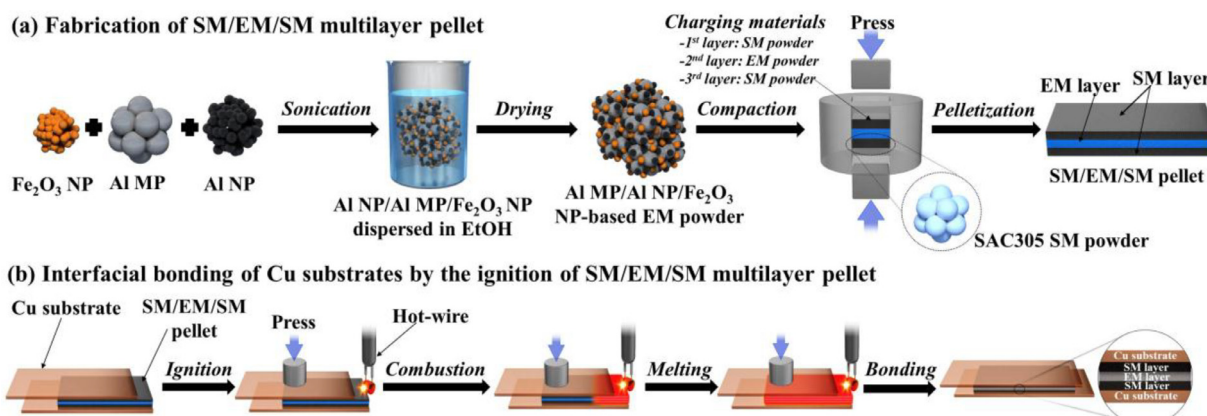 (a) Fabrication of SM/EM/SM multilayer pellet
Fe₂O₃ NP
Al MP
Al NP
Sonication
Al NP/Al MP/Fe₂O₃ NP
dispersed in EtOH
Drying
Al MP/Al NP/Fe₂O₃
NP-based EM powder
Compaction
Charging materials
-1ˢᵗ layer: SM powder
-2ⁿᵈ layer: EM powder
-3ʳᵈ layer: SM powder
Press
SAC305 SM powder
Pelletization
EM layer
SM layer
SM/EM/SM pellet
(b) Interfacial bonding of Cu substrates by the ignition of SM/EM/SM multilayer pellet
Cu substrate
SM/EM/SM
pellet
Ignition
Press
Hot-wire
Combustion
Melting
Bonding
Cu substrate
SM layer
EM layer
SM layer
Cu substrate